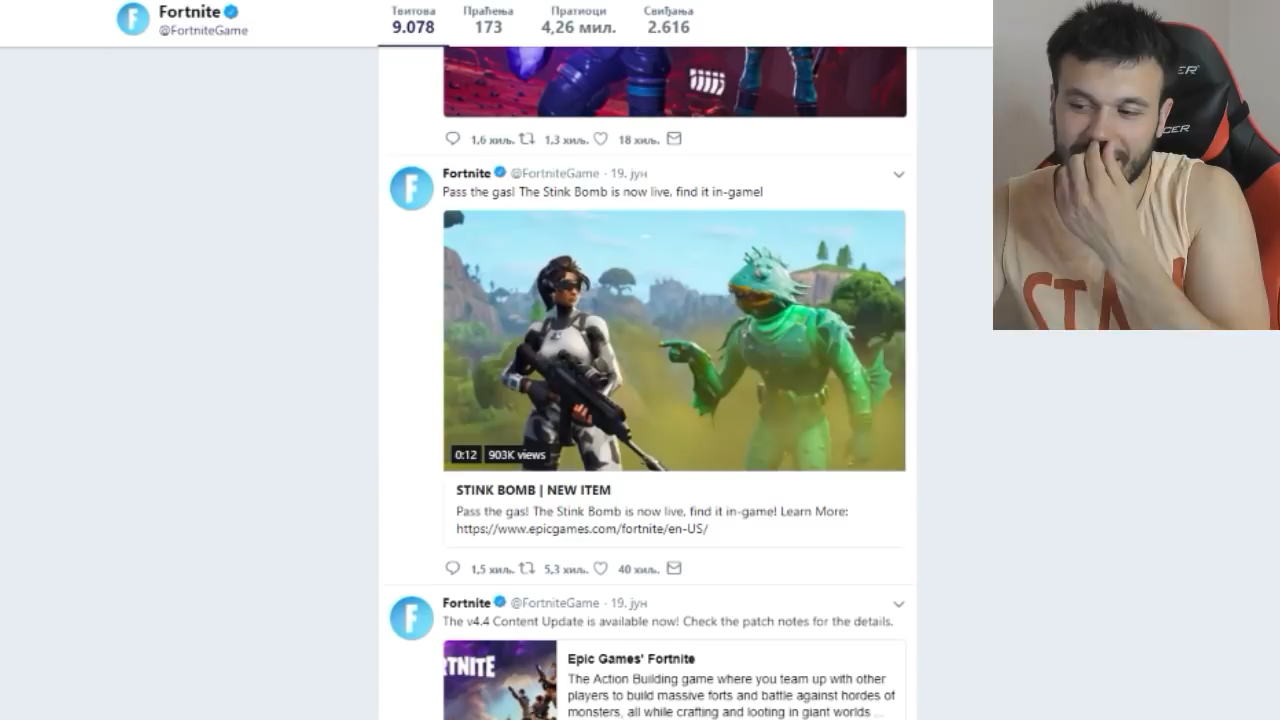 Fortnite
@FortniteGame
Твитова
9.078
Праћења
173
Пратиоци
4,26 мил.
Свиђања
2.616
1,6 хиљ. 1,3 хиљ. 18 хиљ.
Fortnite @FortniteGame · 19. јун
Pass the gas! The Stink Bomb is now live, find it in-game!
0:12 903K views
STINK BOMB | NEW ITEM
Pass the gas! The Stink Bomb is now live, find it in-game! Learn More:
https://www.epicgames.com/fortnite/en-US/
1,5 хиљ. 5,3 хиљ. 40 хиљ.
Fortnite @FortniteGame · 19. јун
The v4.4 Content Update is available now! Check the patch notes for the details.
RTNITE
Epic Games' Fortnite
The Action Building game where you team up with other
players to build massive forts and battle against hordes of
monsters, all while crafting and looting in giant worlds ...